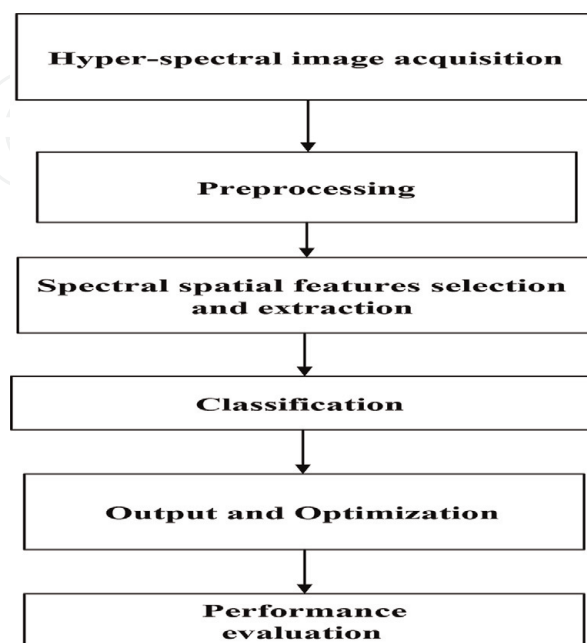 Hyper-spectral image acquisition
Preprocessing
Spectral spatial features selection
and extraction
Classification
Output and Optimization
Performance
evaluation